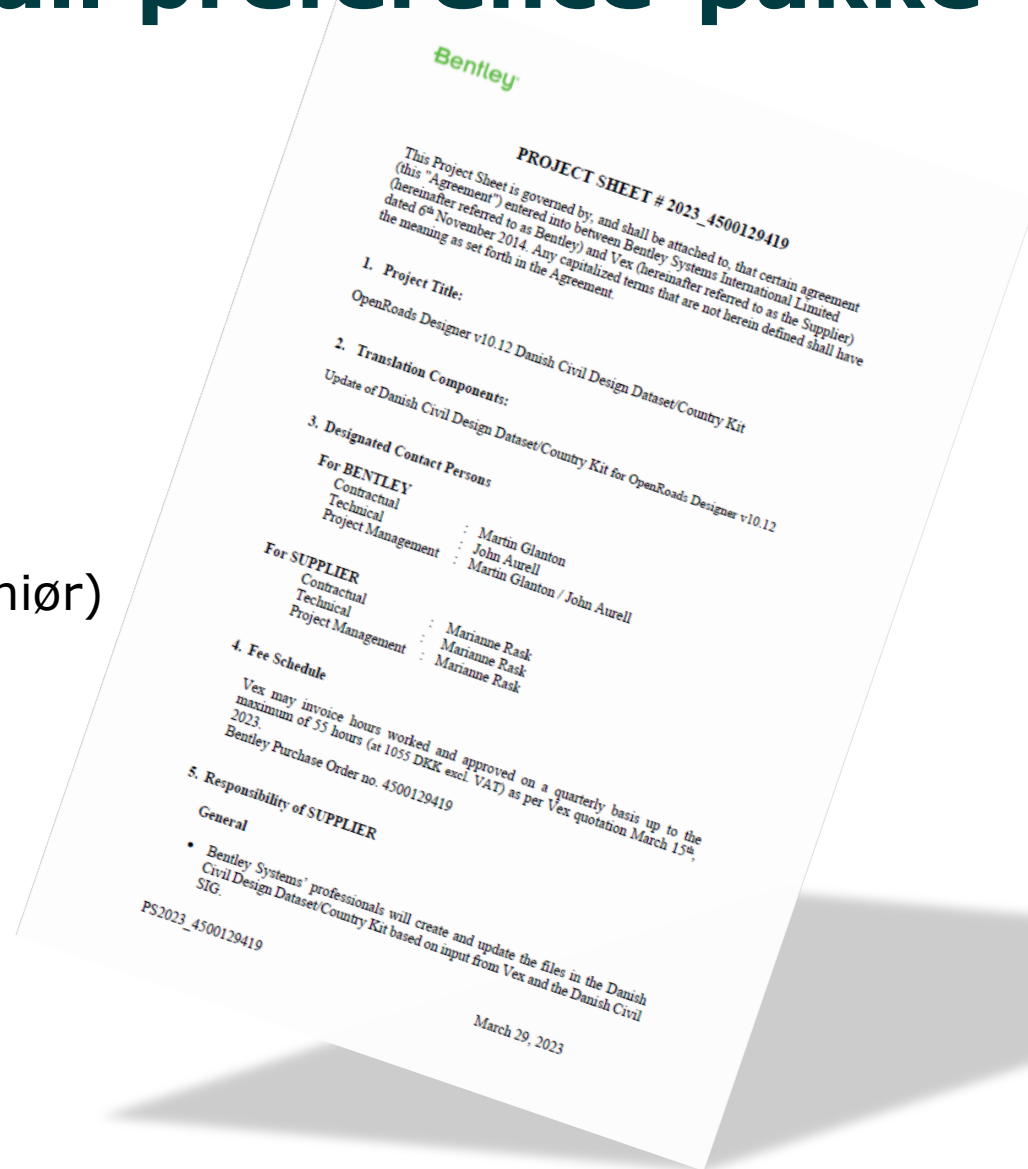 preference-pakke
Bentley
PROJECT SHEET # 2023_4500129419
This Project Sheet is governed by, and shall be attached to, that certain agreement
(this "Agreement") entered into between Bentley Systems International Limited
(hereinafter referred to as Bentley) and Vex (hereinafter referred to as the Supplier)
dated 6th November 2014. Any capitalized terms that are not herein defined shall have
the meaning as set forth in the Agreement.
1. Project Title:
OpenRoads Designer v10.12 Danish Civil Design Dataset/Country Kit
2. Translation Components:
Update of Danish Civil Design Dataset/Country Kit for OpenRoads Designer v10.12
3. Designated Contact Persons
For BENTLEY
Contractual : Martin Glanton
Technical : John Aurell
Project Management : Martin Glanton / John Aurell
niør)
For SUPPLIER
Contractual : Marianne Rask
Technical : Marianne Rask
Project Management : Marianne Rask
4. Fee Schedule
Vex may invoice hours worked and approved on a quarterly basis up to the
maximum of 55 hours (at 1055 DKK excl. VAT) as per Vex quotation March 15th,
2023.
Bentley Purchase Order no. 4500129419
5. Responsibility of SUPPLIER
General
• Bentley Systems' professionals will create and update the files in the Danish
Civil Design Dataset/Country Kit based on input from Vex and the Danish Civil
SIG.
PS2023_4500129419
March 29, 2023